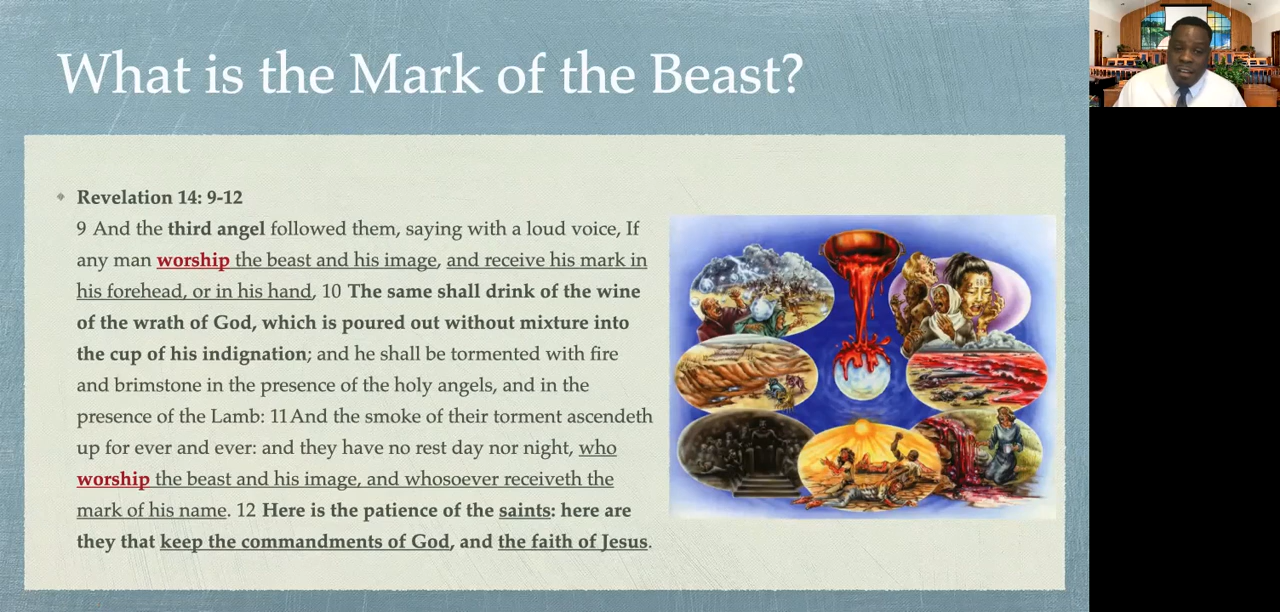 What is the Mark of the Beast?
Revelation 14: 9-12
9 And the third angel followed them, saying with a loud voice, If
any man worship the beast and his image, and receive his mark in
his forehead, or in his hand, 10 The same shall drink of the wine
of the wrath of God, which is poured out without mixture into
the cup of his indignation; and he shall be tormented with fire
and brimstone in the presence of the holy angels, and in the
presence of the Lamb: 11And the smoke of their torment ascendeth
up for ever and ever: and they have no rest day nor night, who
worship the beast and his image, and whosoever receiveth the
mark of his name. 12 Here is the patience of the saints: here are
they that keep the commandments of God, and the faith of Jesus.